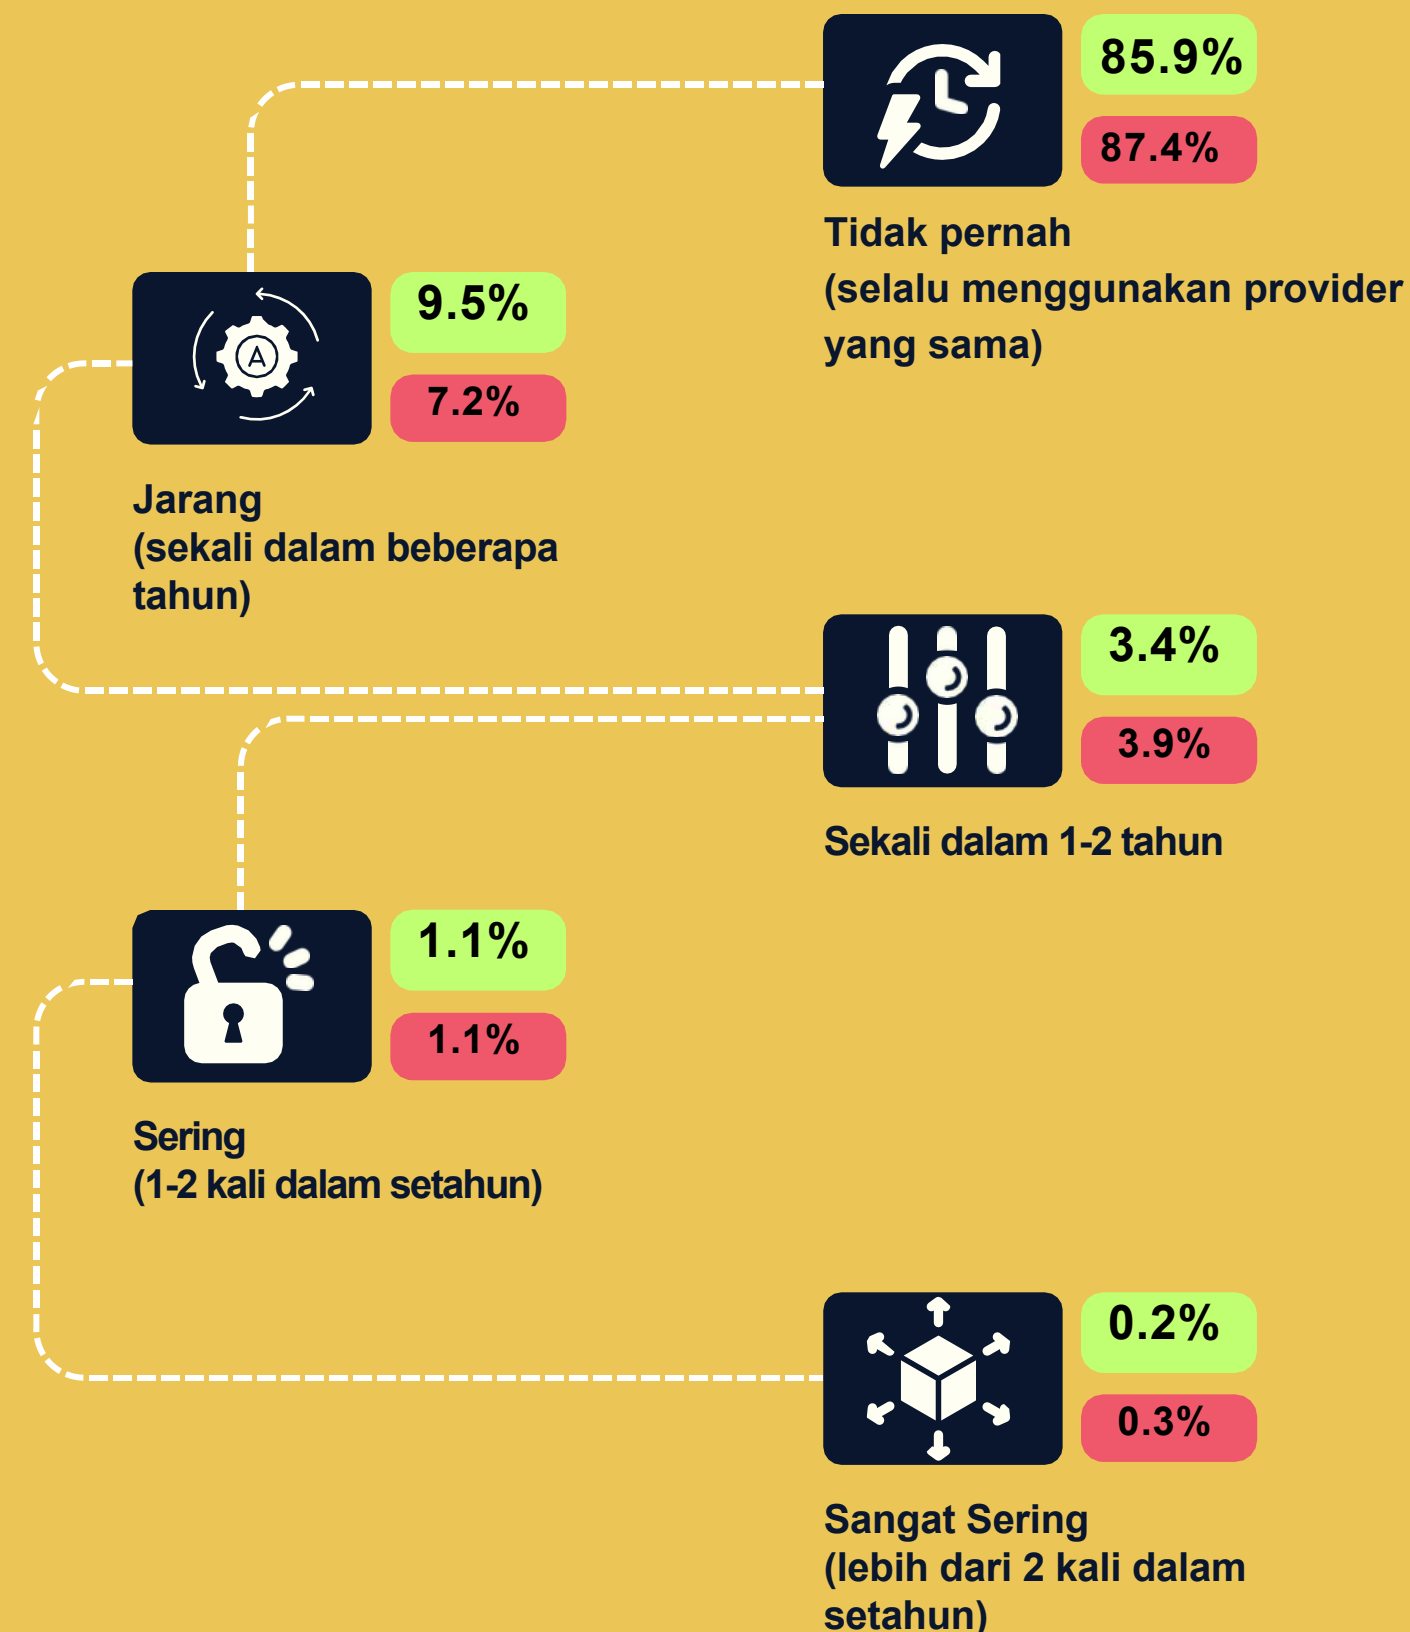 85.9%
87.4%
Tidak pernah
(selalu menggunakan provider
yang sama)
A
9.5%
7.2%
Jarang
(sekali dalam beberapa
tahun)
3.4%
3.9%
Sekali dalam 1-2 tahun
1.1%
1.1%
Sering
(1-2 kali dalam setahun)
0.2%
0.3%
Sangat Sering
(lebih dari 2 kali dalam
setahun)